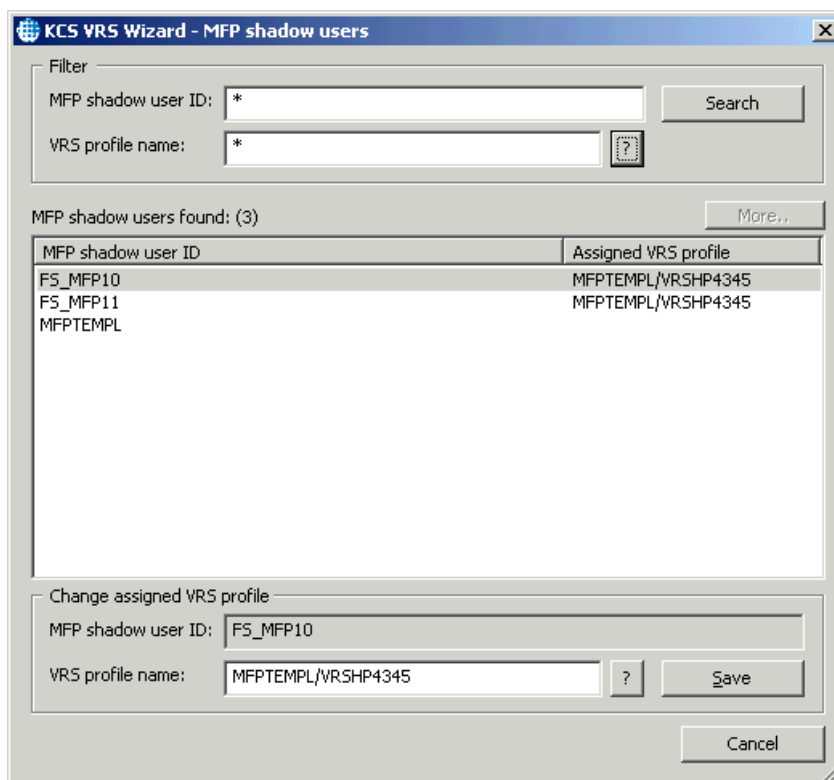 KCS VRS Wizard - MFP shadow users
Filter
MFP shadow user ID: *
Search
VRS profile name: *
?
MFP shadow users found: (3)
More..
MFP shadow user ID Assigned VRS profile
FS_MFP10 MFPTEMPL/VRSHP4345
FS_MFP11 MFPTEMPL/VRSHP4345
MFPTEMPL
Change assigned VRS profile
MFP shadow user ID: FS_MFP10
VRS profile name: MFPTEMPL/VRSHP4345
?
Save
Cancel